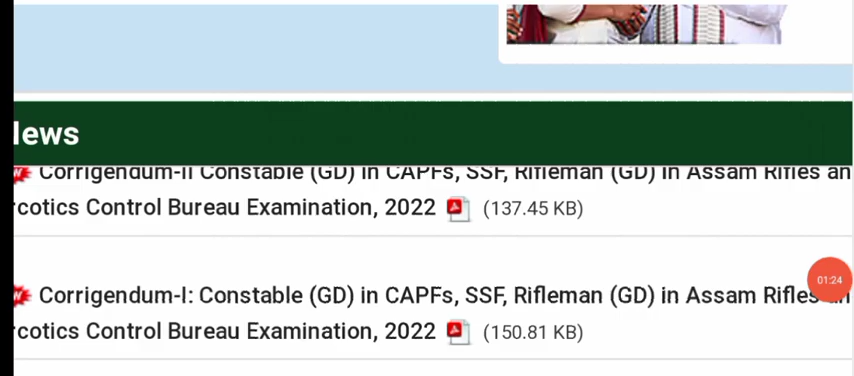 News
Corrigendum-II Constable (GD) in CAPFs, SSF, Rifleman (GD) in Assam Rifles an
rcotics Control Bureau Examination, 2022 (137.45 KB)
01:24
Corrigendum-I: Constable (GD) in CAPFs, SSF, Rifleman (GD) in Assam Rifles an
rcotics Control Bureau Examination, 2022 (150.81 KB)